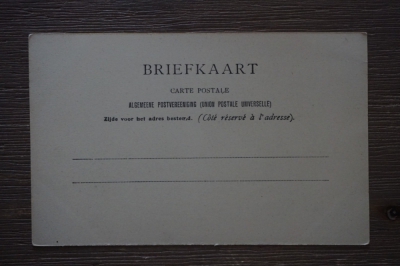 BRIEFKAART
CARTE POSTALE
ALGEMEENE POSTVEREENIGING (UNION POSTALE UNIVERSELLE)
Zijde voor het adres bestemd. (Côté réservé à l'adresse).